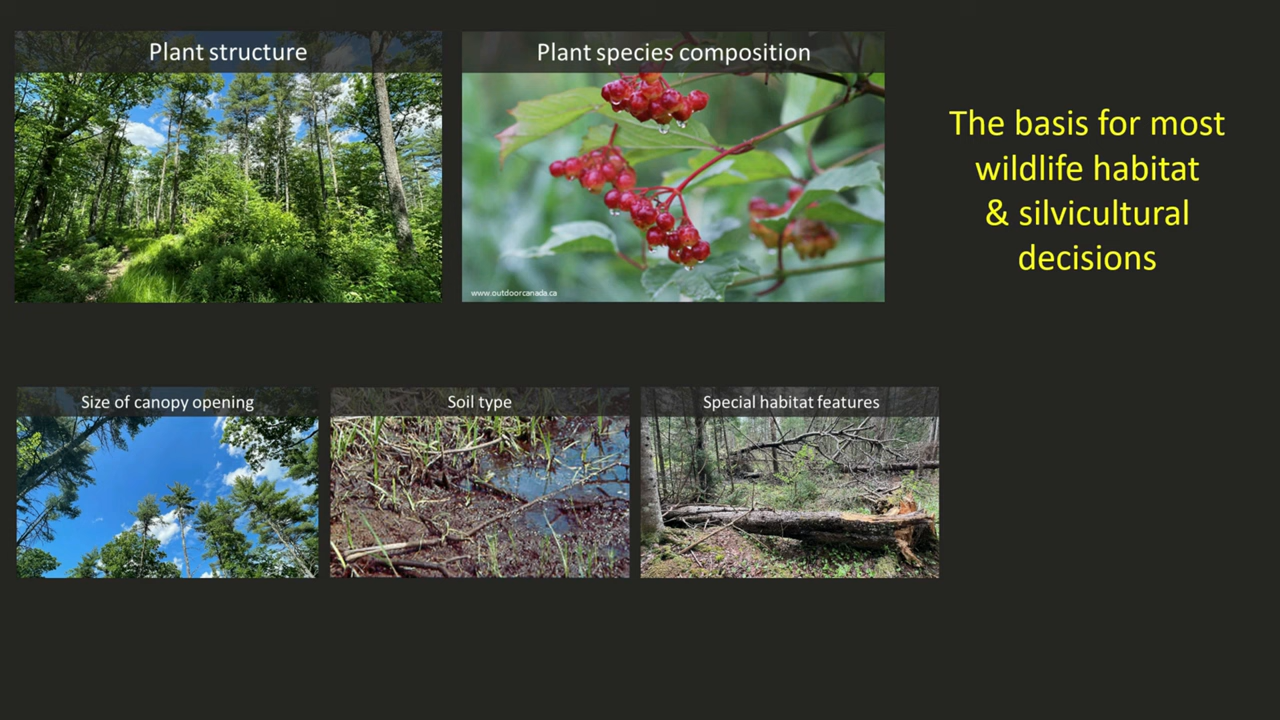 Plant structure
Plant species composition
www.outdoorcanada.ca
The basis for most
wildlife habitat
& silvicultural
decisions
Size of canopy opening
Soil type
Special habitat features